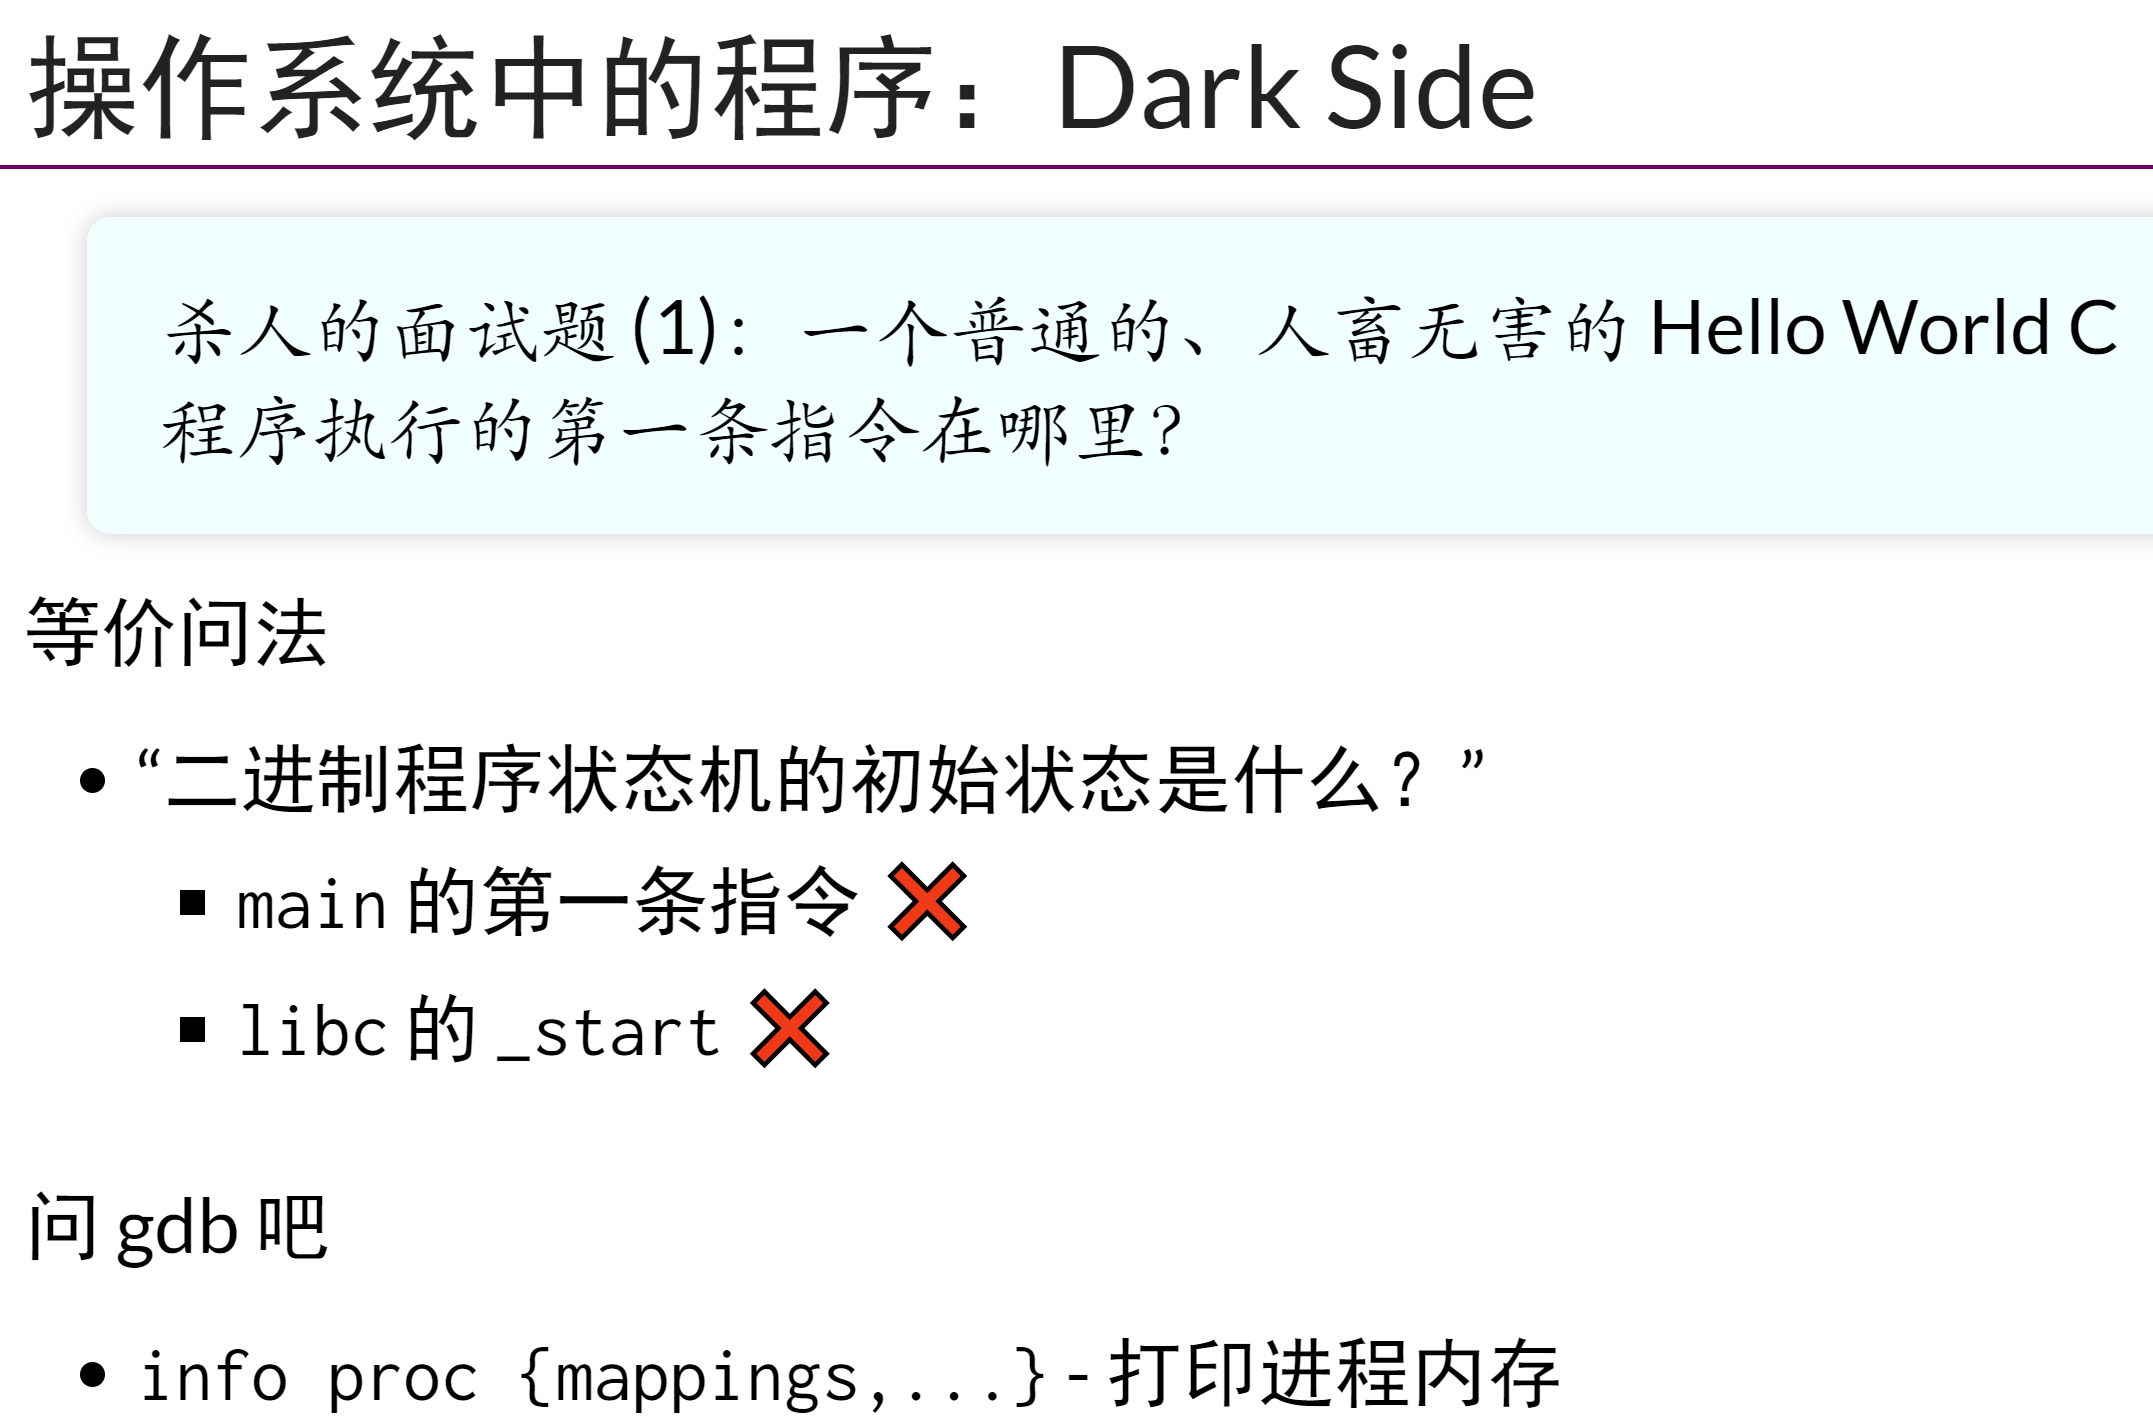 操作系统中的程序：Dark Side
杀人的面试题 (1)：一个普通的、人畜无害的 Hello World C
程序执行的第一条指令在哪里？
等价问法
• “二进制程序状态机的初始状态是什么？”
▪ main 的第一条指令 ❌
▪ libc 的 _start ❌
问 gdb 吧
• info proc {mappings,...} - 打印进程内存